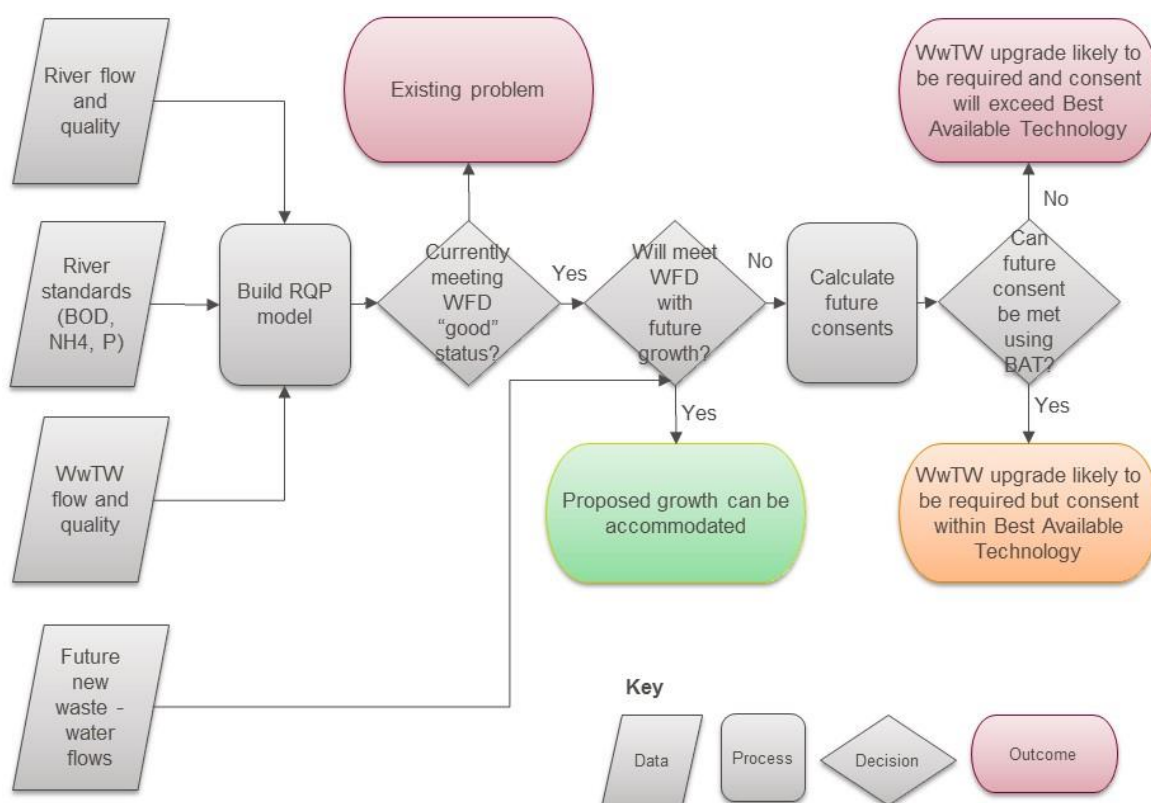 River flow
and
quality
Existing problem
WwTW upgrade likely to
be required and consent
will exceed Best
Available Technology
No
River
standards
(BOD,
NH4, P)
Build RQP
model
Currently
meeting
WFD
“good”
status?
Yes
Will meet
WFD
with
future
growth?
No
Calculate
future
consents
Can
future
consent
be met
using
BAT?
Yes
Yes
WwTW
flow and
quality
Proposed growth can be
accommodated
WwTW upgrade likely to
be required but consent
within Best Available
Technology
Future
new
waste -
water
flows
Key
Data
Process
Decision
Outcome